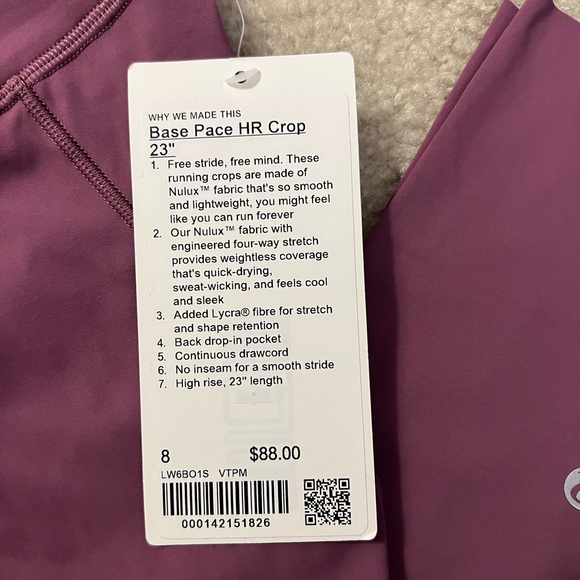 WHY WE MADE THIS
Base Pace HR Crop
23"
1. Free stride, free mind. These
running crops are made of
Nulux™ fabric that's so smooth
and lightweight, you might feel
like you can run forever
2. Our Nulux™ fabric with
engineered four-way stretch
provides weightless coverage
that's quick-drying,
sweat-wicking, and feels cool
and sleek
3. Added Lycra® fibre for stretch
and shape retention
4. Back drop-in pocket
5. Continuous drawcord
6. No inseam for a smooth stride
7. High rise, 23" length
8 $88.00
LW6BO1S VTPM
000142151826